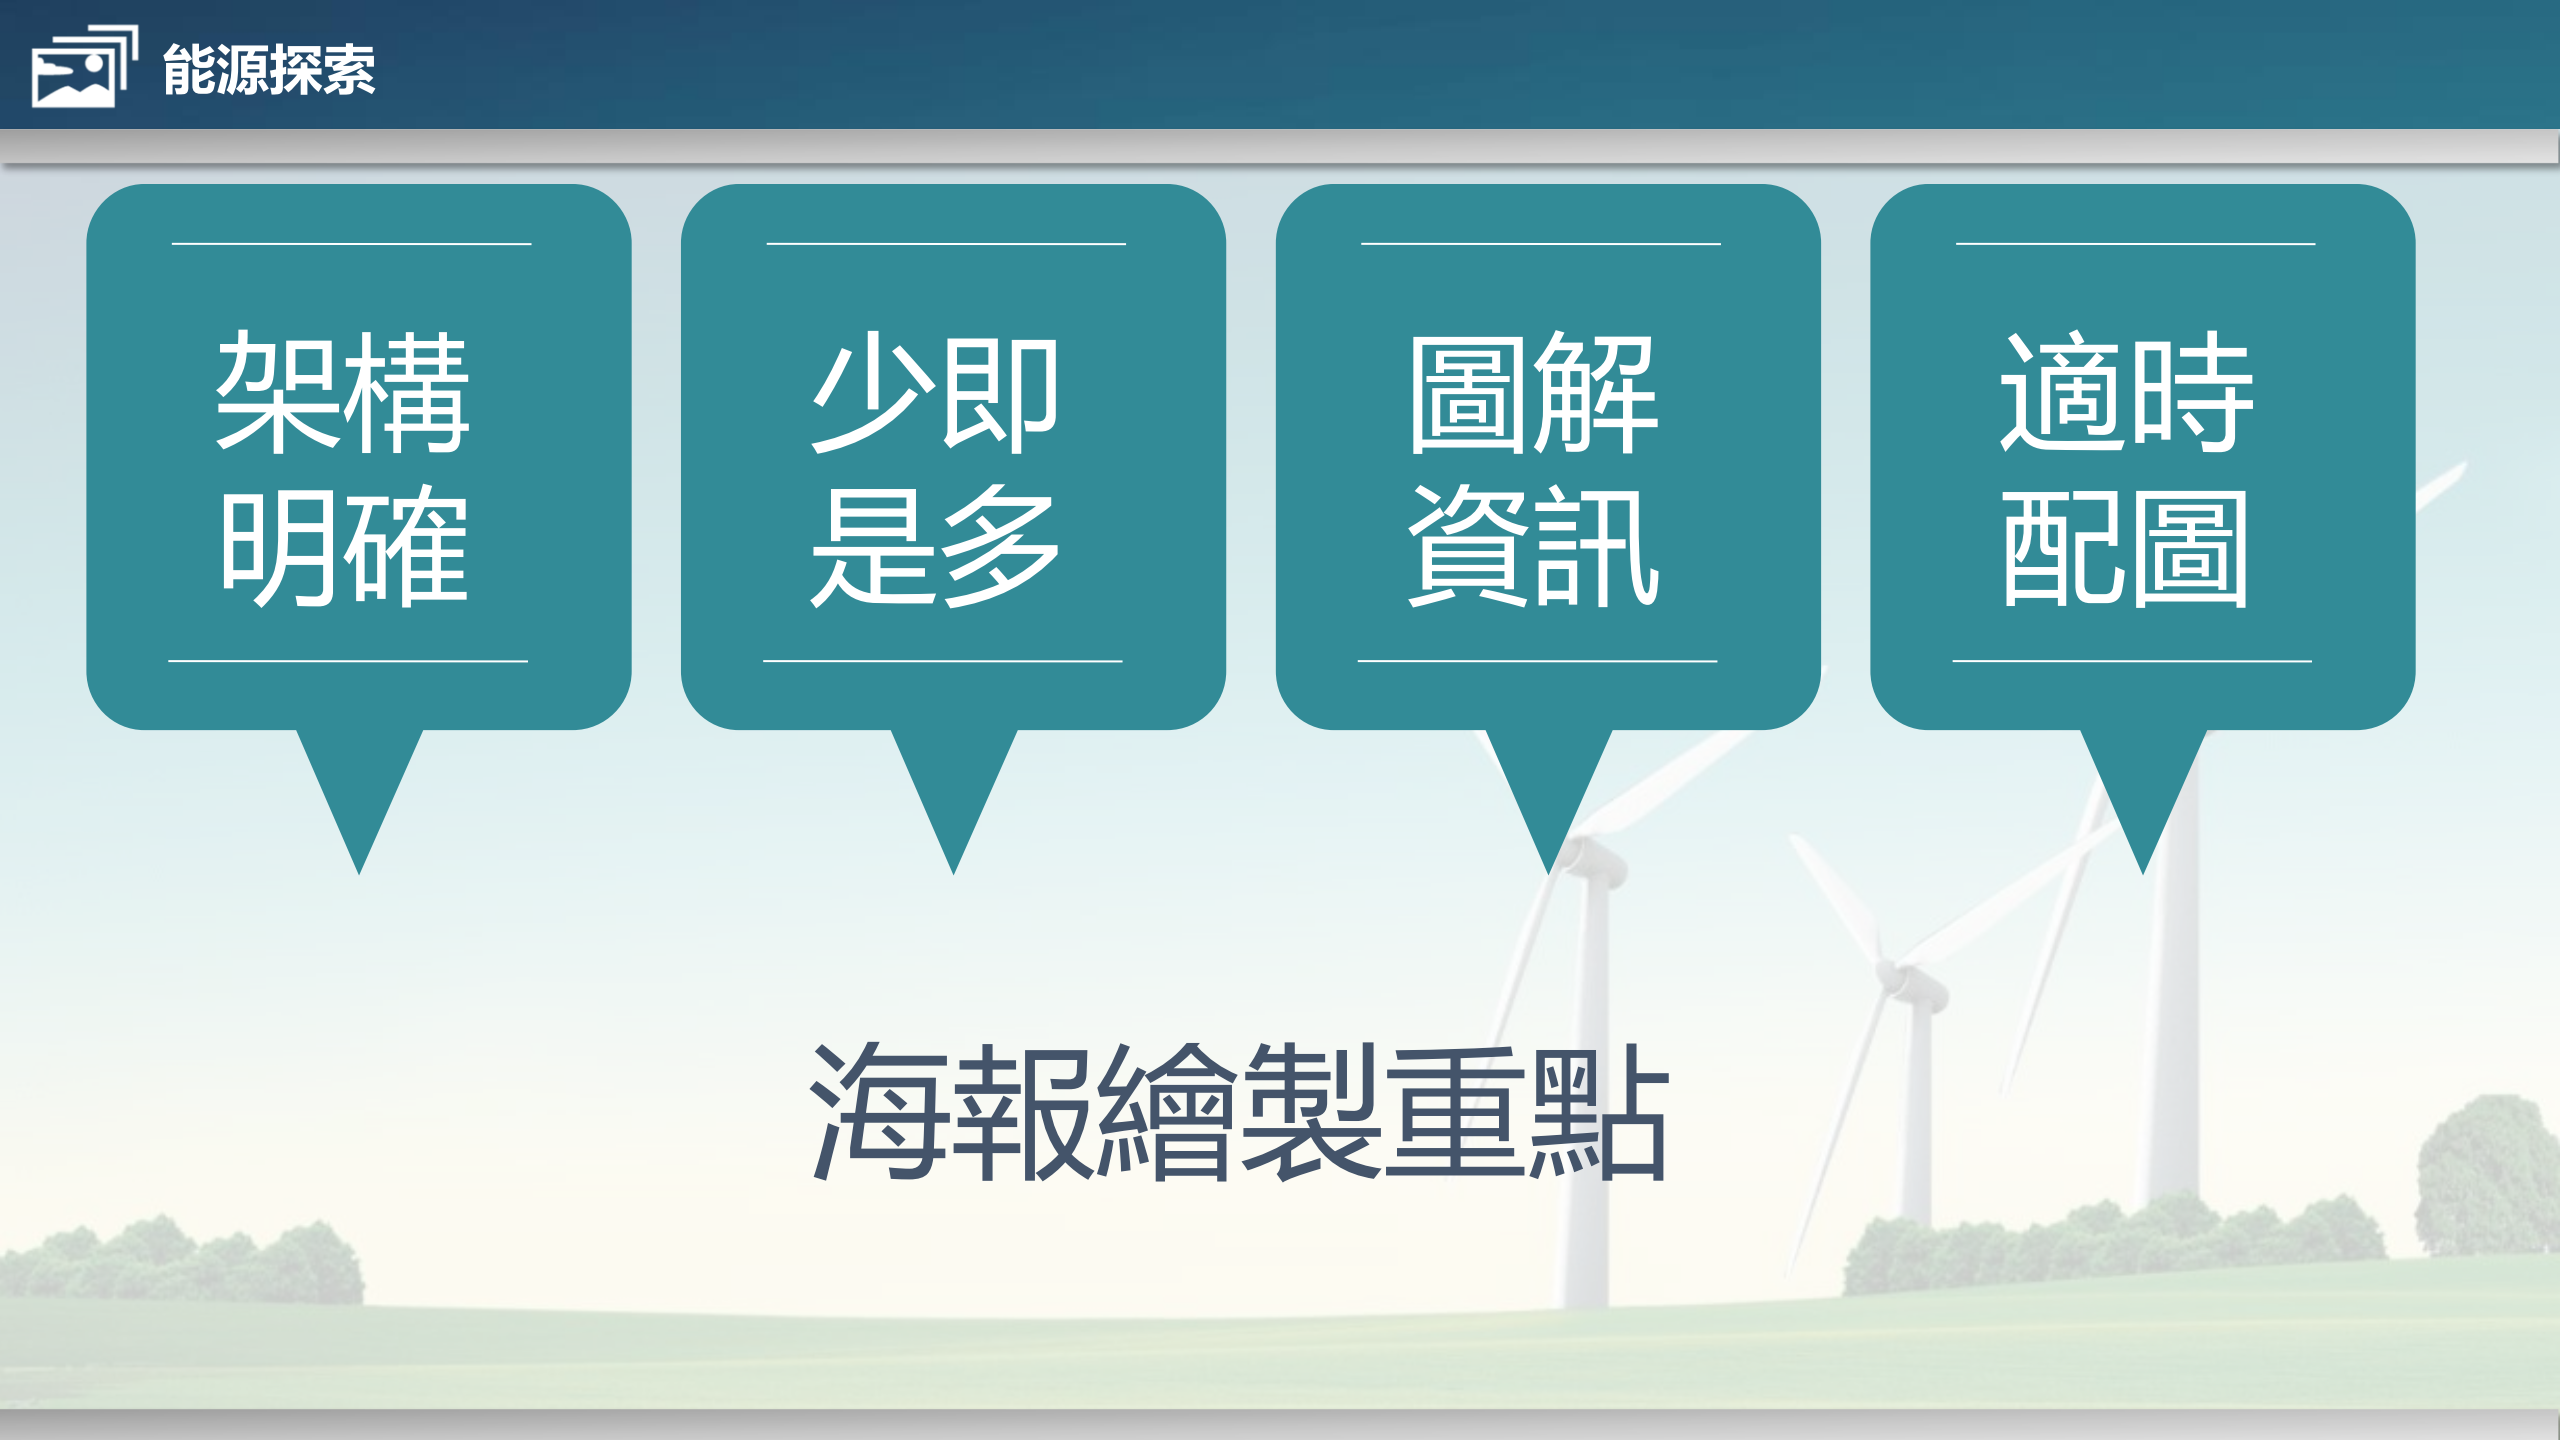 能源探索
架構
明確
少即
是多
圖解
資訊
適時
配圖
海報繪製重點